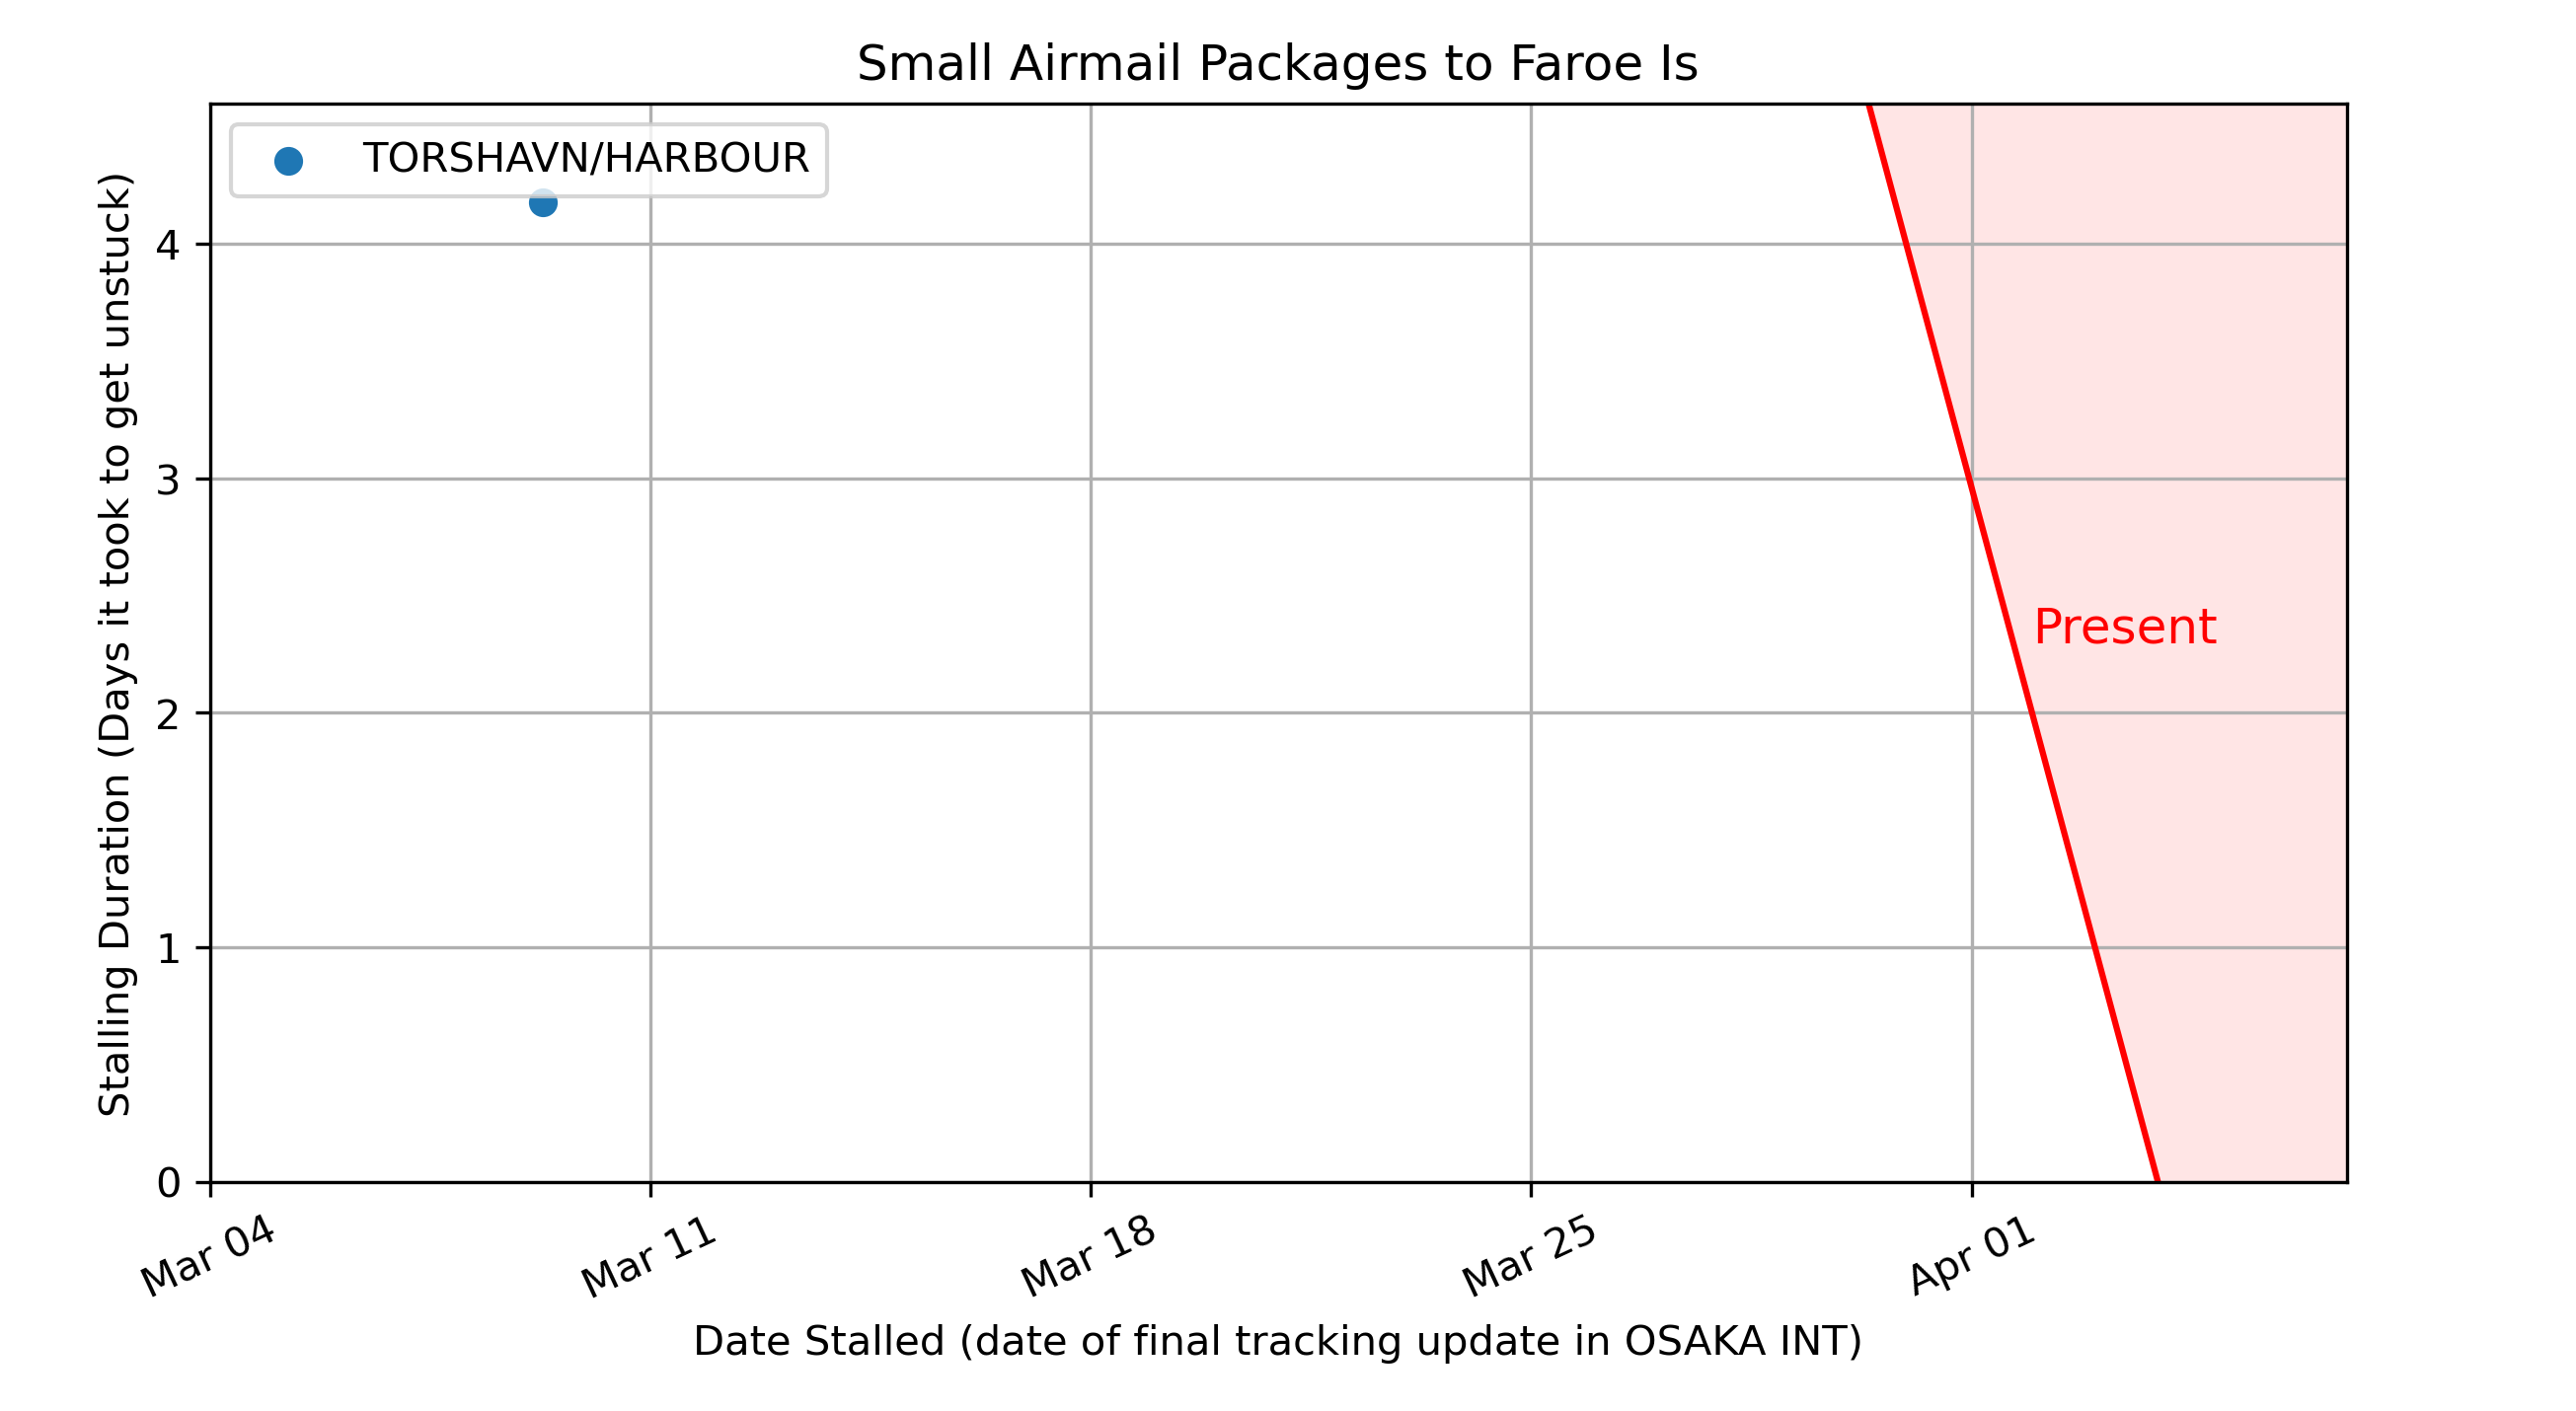 Small Airmail Packages to Faroe Is
TORSHAVN/HARBOUR
Stalling Duration (Days it took to get unstuck)
4
3
2
1
0
Present
Mar 04
Mar 11
Mar 18
Mar 25
Apr 01
Date Stalled (date of final tracking update in OSAKA INT)